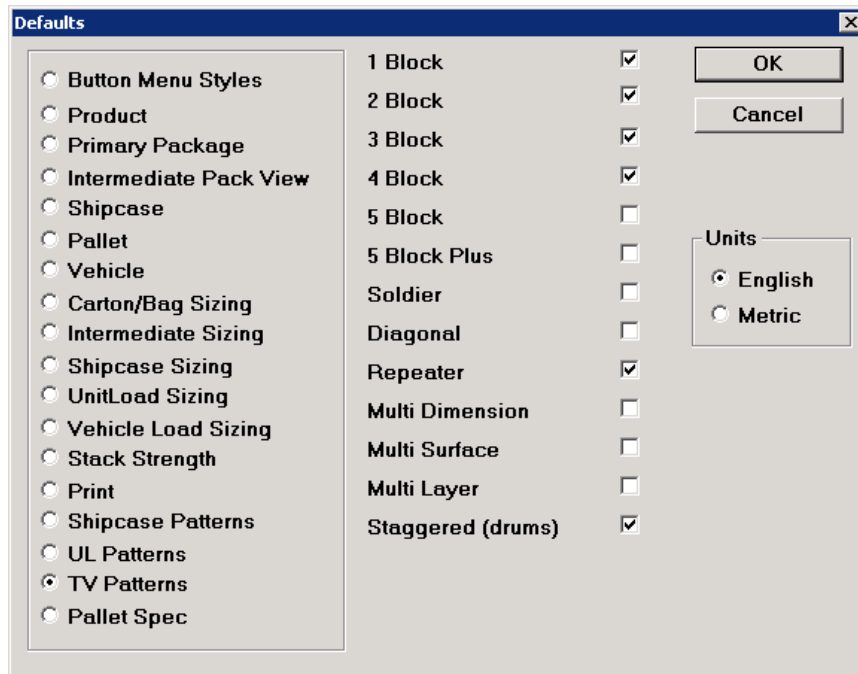 Defaults
Button Menu Styles
Product
Primary Package
Intermediate Pack View
Shipcase
Pallet
Vehicle
Carton/Bag Sizing
Intermediate Sizing
Shipcase Sizing
UnitLoad Sizing
Vehicle Load Sizing
Stack Strength
Print
Shipcase Patterns
UL Patterns
TV Patterns
Pallet Spec
1 Block
2 Block
3 Block
4 Block
5 Block
5 Block Plus
Soldier
Diagonal
Repeater
Multi Dimension
Multi Surface
Multi Layer
Staggered (drums)
OK
Cancel
Units
English
Metric